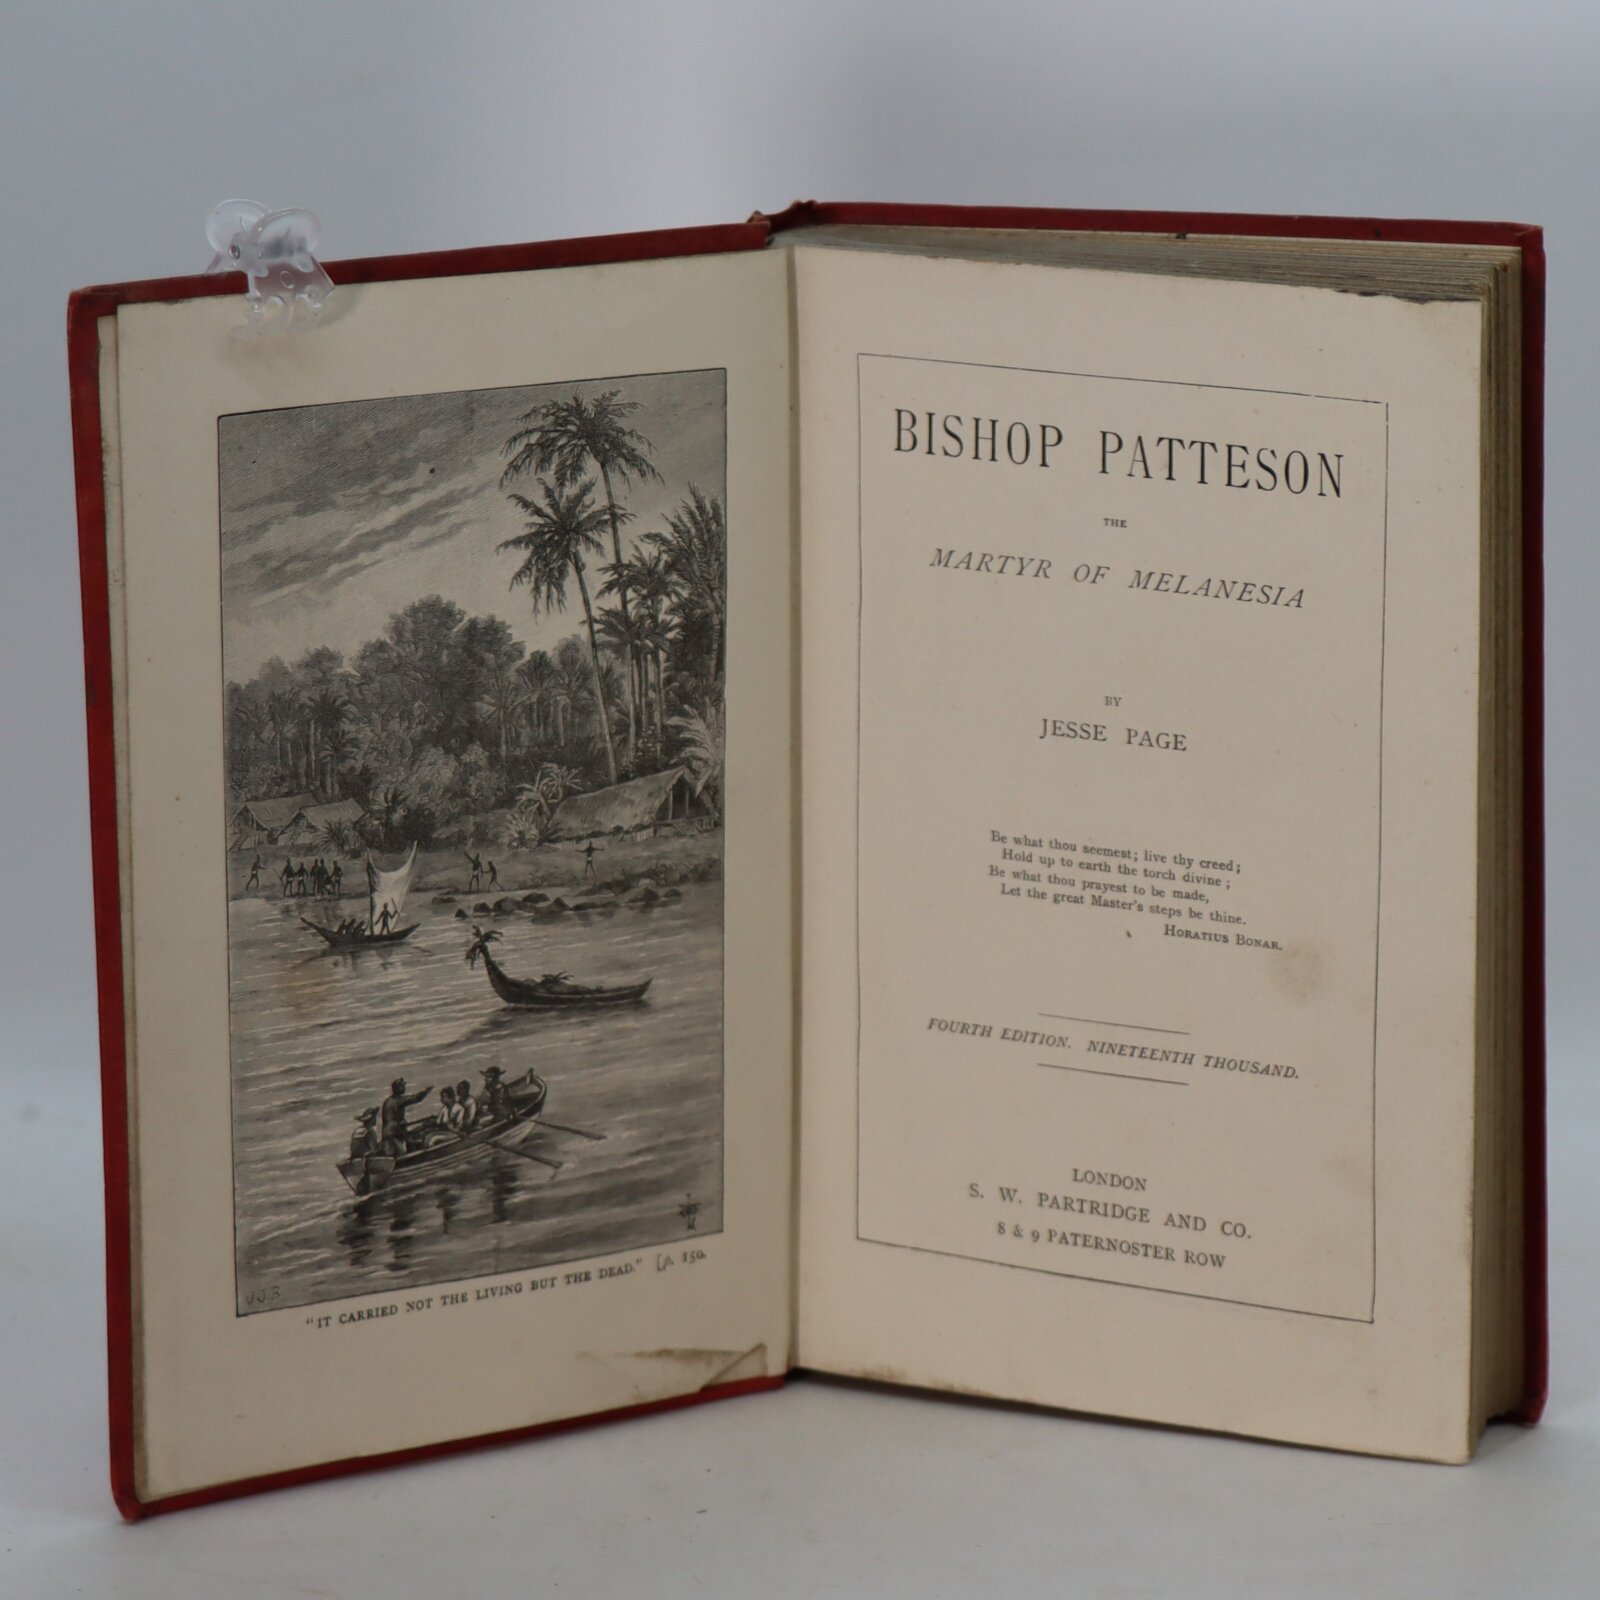 "IT CARRIED NOT THE LIVING BUT THE DEAD." [p. 150.
J.J.B
BISHOP PATTESON
THE
MARTYR OF MELANESIA
BY
JESSE PAGE
Be what thou seemest; live thy creed;
Hold up to earth the torch divine;
Be what thou prayest to be made,
Let the great Master's steps be thine.
HORATIUS BONAR.
FOURTH EDITION. NINETEENTH THOUSAND.
LONDON
S. W. PARTRIDGE AND CO.
8 & 9 PATERNOSTER ROW